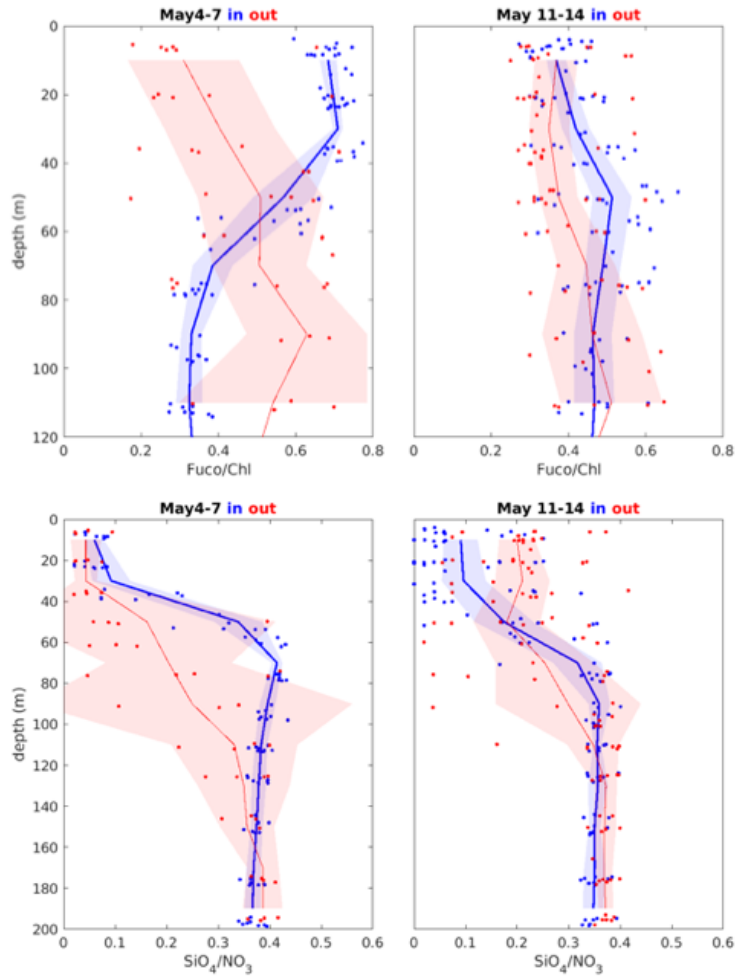 May4-7 in out
May 11-14 in out
0
20
40
60
80
100
120
depth (m)
0 0.2 0.4 0.6 0.8
0 0.2 0.4 0.6 0.8
Fuco/Chl
Fuco/Chl
May4-7 in out
May 11-14 in out
0
20
40
60
80
100
120
140
160
180
200
depth (m)
0 0.1 0.2 0.3 0.4 0.5 0.6
0 0.1 0.2 0.3 0.4 0.5 0.6
SiO4/NO3
SiO4/NO3